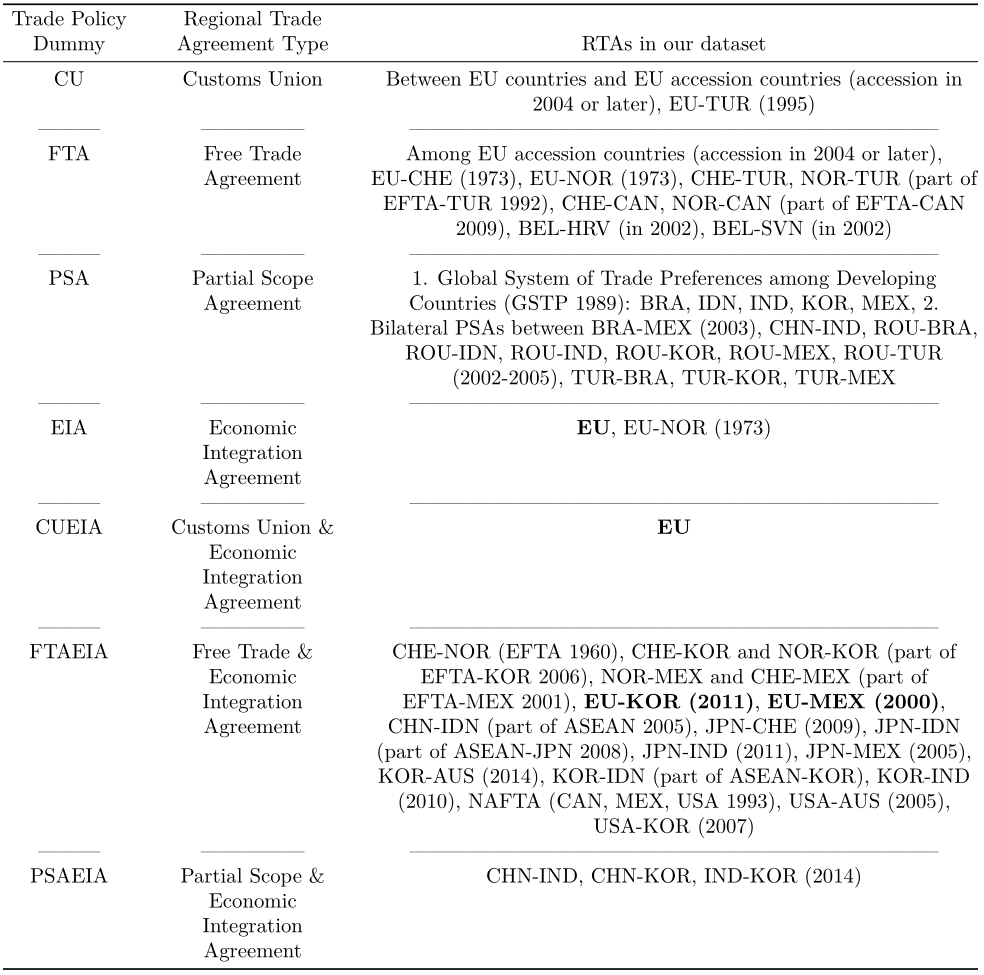 Trade Policy Dummy
Regional Trade Agreement Type
RTAs in our dataset
CU
Customs Union
Between EU countries and EU accession countries (accession in
2004 or later), EU-TUR (1995)
FTA
Free Trade
Agreement
Among EU accession countries (accession in 2004 or later),
EU-CHE (1973), EU-NOR (1973), CHE-TUR, NOR-TUR (part of
EFTA-TUR 1992), CHE-CAN, NOR-CAN (part of EFTA-CAN
2009), BEL-HRV (in 2002), BEL-SVN (in 2002)
PSA
Partial Scope
Agreement
1. Global System of Trade Preferences among Developing
Countries (GSTP 1989): BRA, IDN, IND, KOR, MEX, 2.
Bilateral PSAs between BRA-MEX (2003), CHN-IND, ROU-BRA,
ROU-IDN, ROU-IND, ROU-KOR, ROU-MEX, ROU-TUR
(2002-2005), TUR-BRA, TUR-KOR, TUR-MEX
EIA
Economic
Integration
Agreement
EU, EU-NOR (1973)
CUEIA
Customs Union &
Economic
Integration
Agreement
EU
FTAEIA
Free Trade &
Economic
Integration
Agreement
CHE-NOR (EFTA 1960), CHE-KOR and NOR-KOR (part of
EFTA-KOR 2006), NOR-MEX and CHE-MEX (part of
EFTA-MEX 2001), EU-KOR (2011), EU-MEX (2000),
CHN-IDN (part of ASEAN 2005), JPN-CHE (2009), JPN-IDN
(part of ASEAN-JPN 2008), JPN-IND (2011), JPN-MEX (2005),
KOR-AUS (2014), KOR-IDN (part of ASEAN-KOR), KOR-IND
(2010), NAFTA (CAN, MEX, USA 1993), USA-AUS (2005),
USA-KOR (2007)
PSAEIA
Partial Scope &
Economic
Integration
Agreement
CHN-IND, CHN-KOR, IND-KOR (2014)